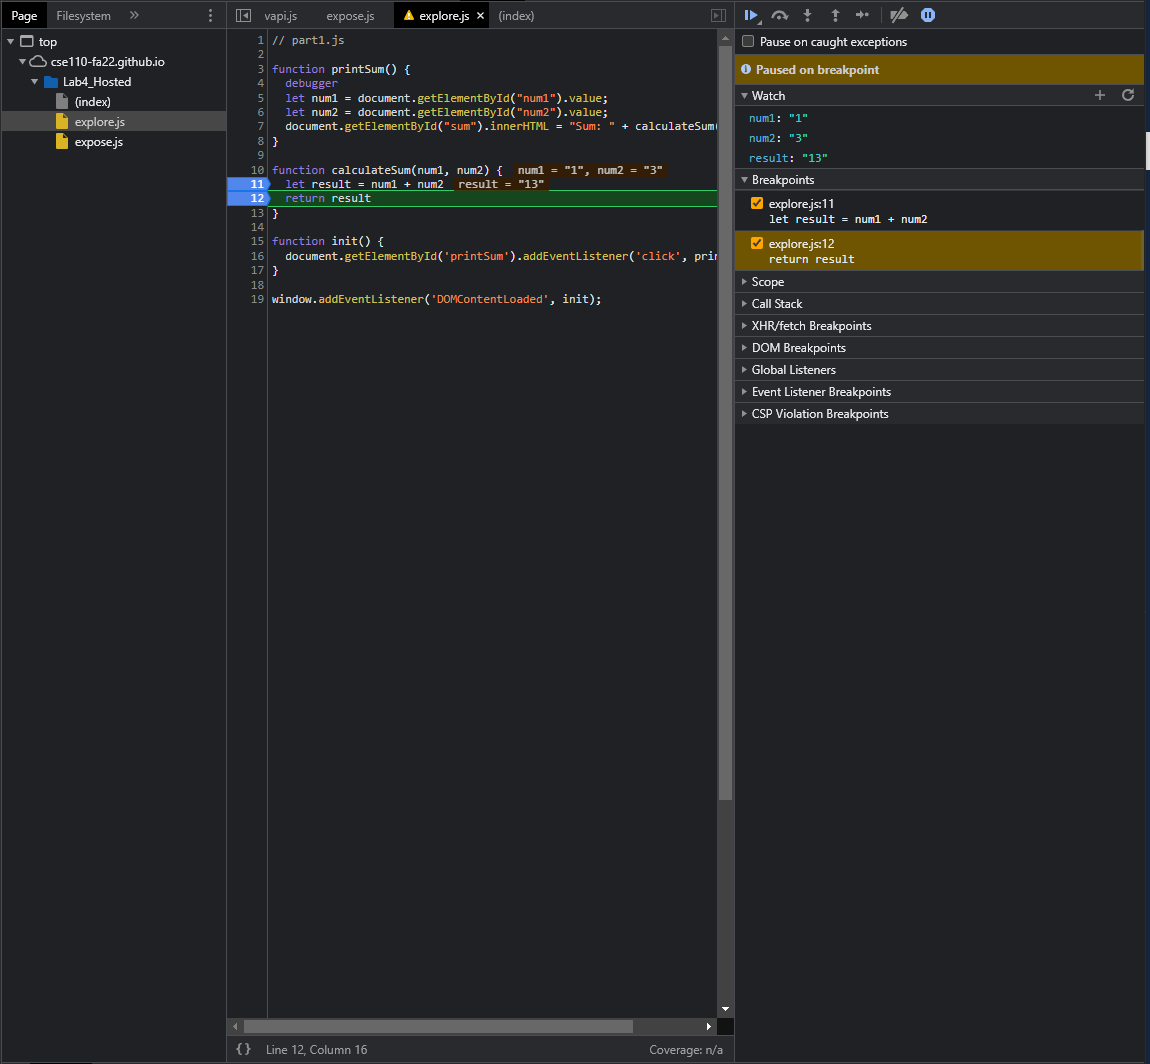 Page Filesystem
top
cse110-fa22.github.io
Lab4_Hosted
(index)
explore.js
expose.js
vapi.js expose.js explore.js (index)
1 // part1.js
2
3 function printSum() {
4 debugger
5 let num1 = document.getElementById("num1").value;
6 let num2 = document.getElementById("num2").value;
7 document.getElementById("sum").innerHTML = "Sum: " + calculateSum(
8 }
9
10 function calculateSum(num1, num2) { num1 = "1", num2 = "3"
11 let result = num1 + num2 result = "13"
12 return result
13 }
14
15 function init() {
16 document.getElementById('printSum').addEventListener('click', prin
17 }
18
19 window.addEventListener('DOMContentLoaded', init);
{} Line 12, Column 16 Coverage: n/a
Pause on caught exceptions
Paused on breakpoint
Watch
num1: "1"
num2: "3"
result: "13"
Breakpoints
explore.js:11
let result = num1 + num2
explore.js:12
return result
Scope
Call Stack
XHR/fetch Breakpoints
DOM Breakpoints
Global Listeners
Event Listener Breakpoints
CSP Violation Breakpoints